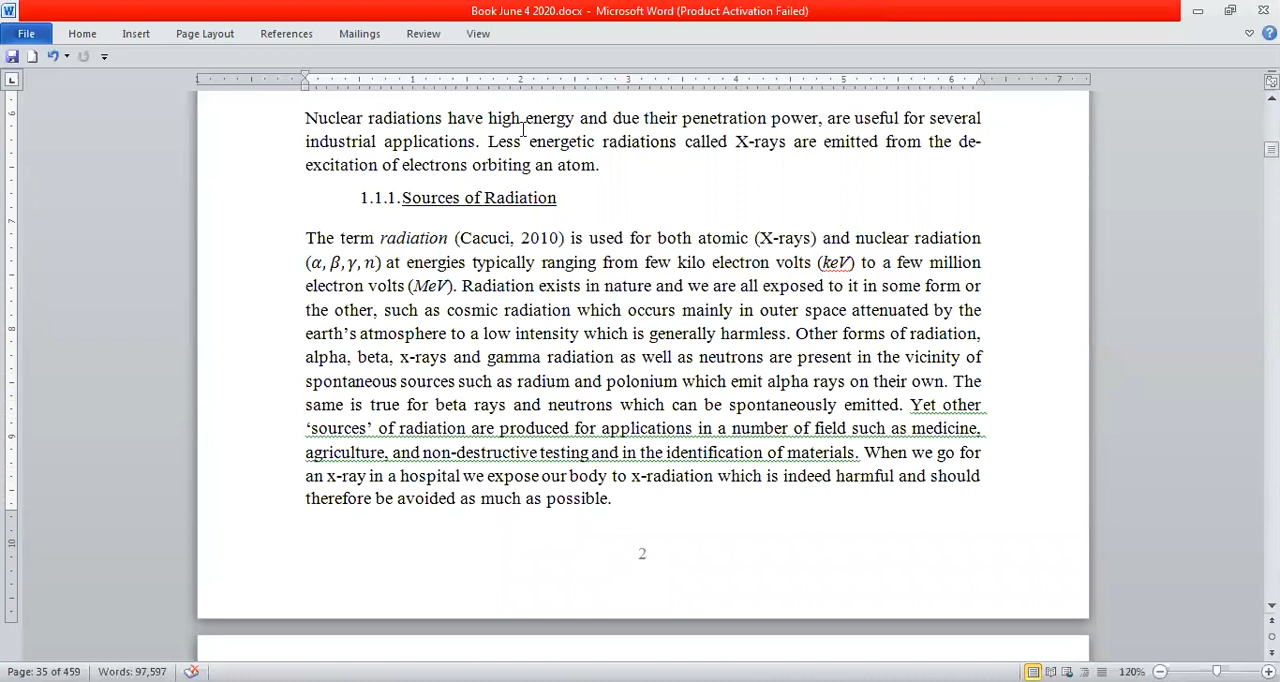 Book June 4 2020.docx - Microsoft Word (Product Activation Failed)
File Home Insert Page Layout References Mailings Review View
1 1 2 3 4 5 6 7
Nuclear radiations have high energy and due their penetration power, are useful for several
industrial applications. Less energetic radiations called X-rays are emitted from the de-
excitation of electrons orbiting an atom.
1.1.1. Sources of Radiation
The term radiation (Cacuci, 2010) is used for both atomic (X-rays) and nuclear radiation
(α, β, γ, n) at energies typically ranging from few kilo electron volts (keV) to a few million
electron volts (MeV). Radiation exists in nature and we are all exposed to it in some form or
the other, such as cosmic radiation which occurs mainly in outer space attenuated by the
earth's atmosphere to a low intensity which is generally harmless. Other forms of radiation,
alpha, beta, x-rays and gamma radiation as well as neutrons are present in the vicinity of
spontaneous sources such as radium and polonium which emit alpha rays on their own. The
same is true for beta rays and neutrons which can be spontaneously emitted. Yet other
‘sources’ of radiation are produced for applications in a number of field such as medicine,
agriculture, and non-destructive testing and in the identification of materials. When we go for
an x-ray in a hospital we expose our body to x-radiation which is indeed harmful and should
therefore be avoided as much as possible.
2
Page: 35 of 459 Words: 97,597 120%